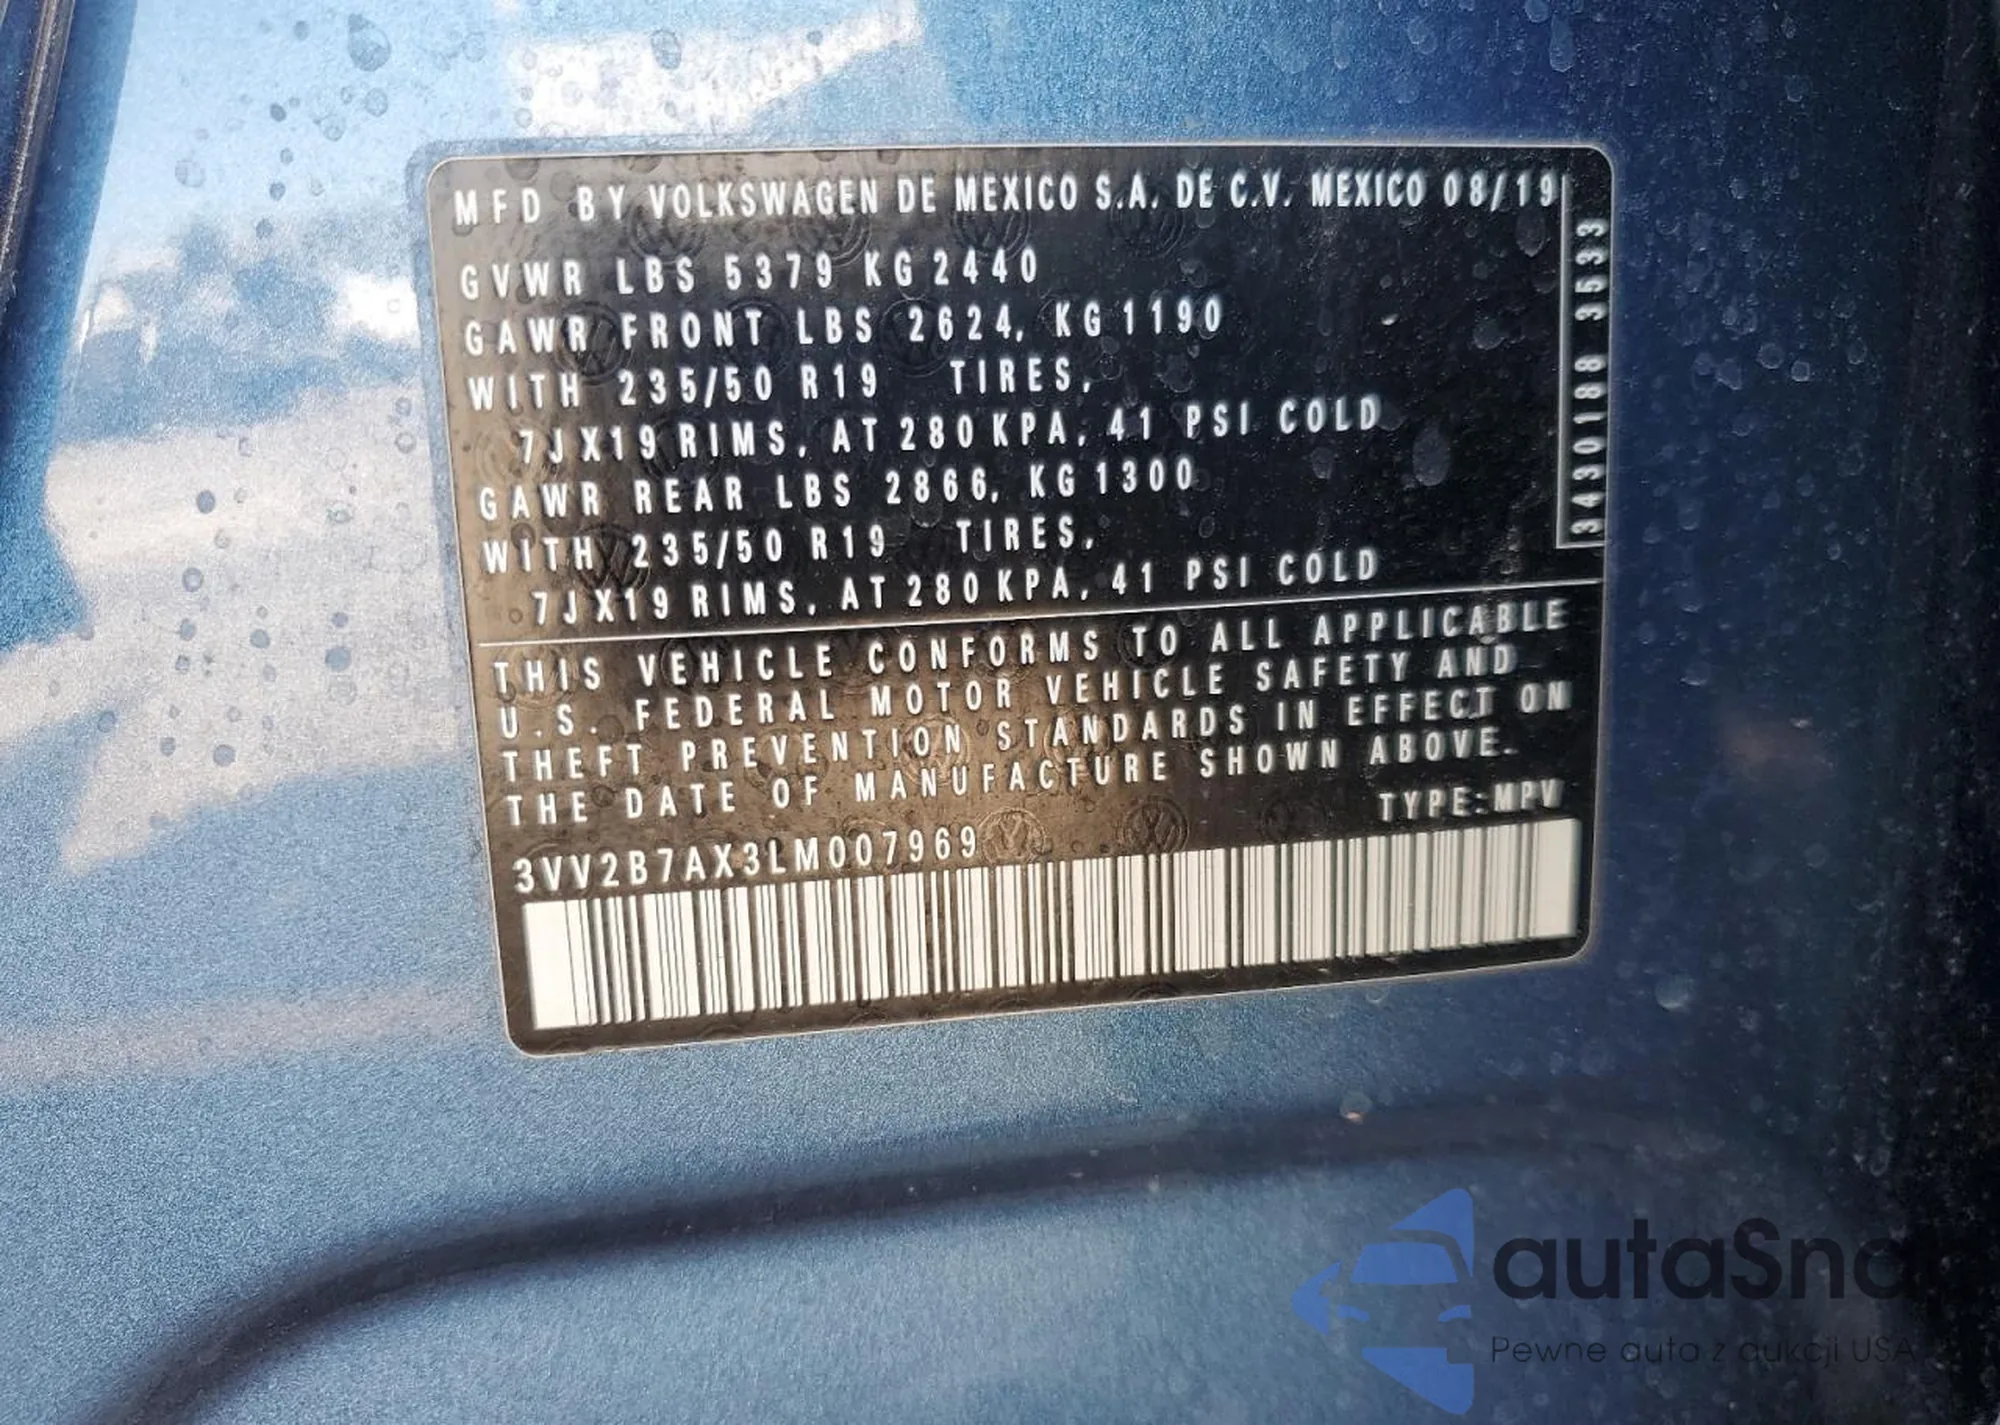 MFD BY VOLKSWAGEN DE MEXICO S.A. DE C.V. MEXICO 08/19
GVWR LBS 5379 KG 2440
GAWR FRONT LBS 2624, KG 1190
WITH 235/50 R19 TIRES,
7JX19 RIMS, AT 280 KPA, 41 PSI COLD
GAWR REAR LBS 2866, KG 1300
WITH 235/50 R19 TIRES,
7JX19 RIMS, AT 280 KPA, 41 PSI COLD
3430188 3533
THIS VEHICLE CONFORMS TO ALL APPLICABLE
U.S. FEDERAL MOTOR VEHICLE SAFETY AND
THEFT PREVENTION STANDARDS IN EFFECT ON
THE DATE OF MANUFACTURE SHOWN ABOVE.
TYPE:MPV
3VV2B7AX3LM007969
autaSna
Pewne auta z aukcji USA